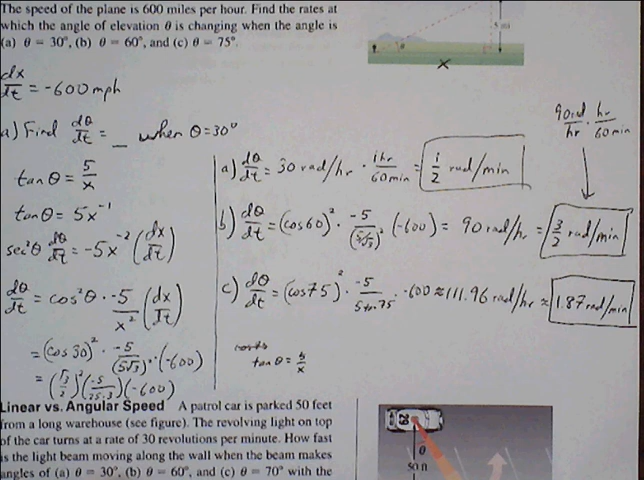 The speed of the plane is 600 miles per hour. Find the rates at
which the angle of elevation θ is changing when the angle is
(a) θ = 30°, (b) θ = 60°, and (c) θ = 75°.
5 mi
θ
x
dx/dt = -600 mph
a) Find dθ/dt = _ when θ = 30°
tan θ = 5/x
tan θ = 5x⁻¹
sec²θ dθ/dt = -5x⁻² (dx/dt)
dθ/dt = cos²θ · -5/x² (dx/dt)
= (cos 30)² · -5/(5√3)² · (-600)
= (√3/2)² (-5/25·3) (-600)
90 rad/hr · hr/60min
a) dθ/dt = 30 rad/hr · 1hr/60min = 1/2 rad/min
b) dθ/dt = (cos 60)² · -5/(5/√3)² (-600) = 90 rad/hr = 3/2 rad/min
c) dθ/dt = (cos 75)² · -5/5tan75 · -600 ≈ 111.96 rad/hr ≈ 1.87 rad/min
tan θ = 5/x
Linear vs. Angular Speed A patrol car is parked 50 feet
from a long warehouse (see figure). The revolving light on top
of the car turns at a rate of 30 revolutions per minute. How fast
is the light beam moving along the wall when the beam makes
angles of (a) θ = 30°, (b) θ = 60°, and (c) θ = 70° with the
θ
50 ft